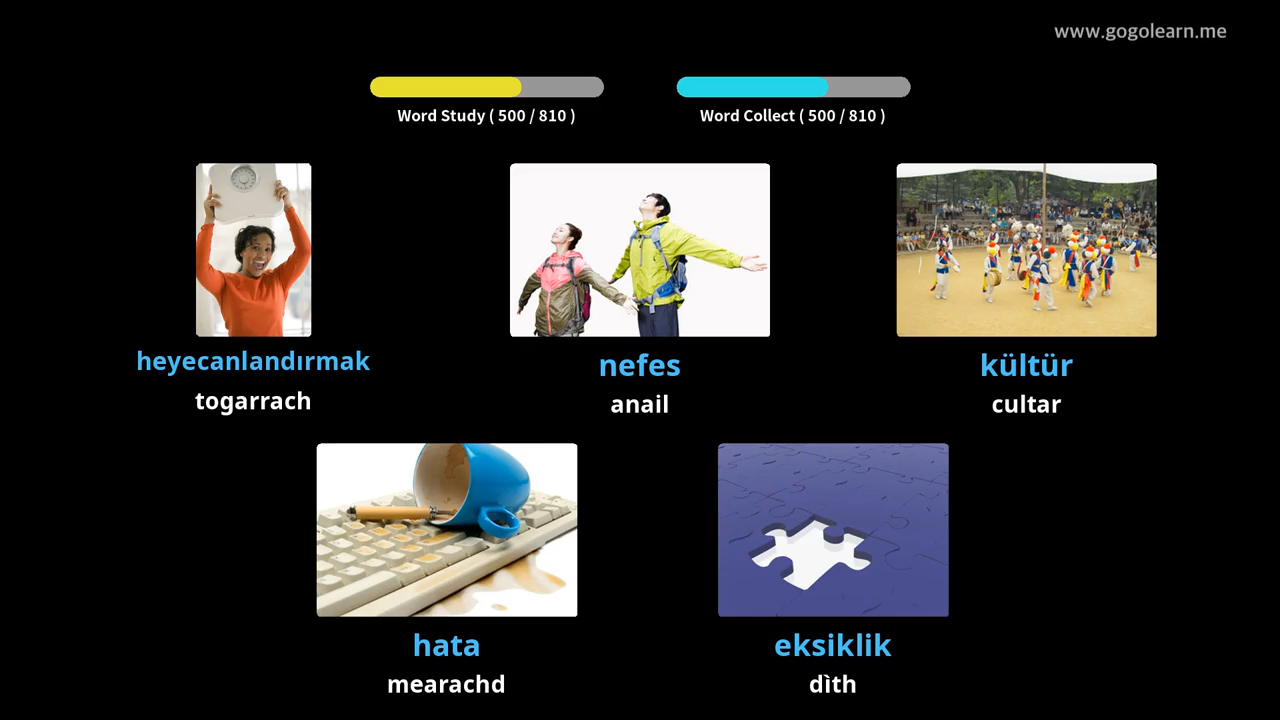 www.gogolearn.me
Word Study ( 500 / 810 )
Word Collect ( 500 / 810 )
heyecanlandırmak
togarrach
nefes
anail
kültür
cultar
hata
mearachd
eksiklik
dìth